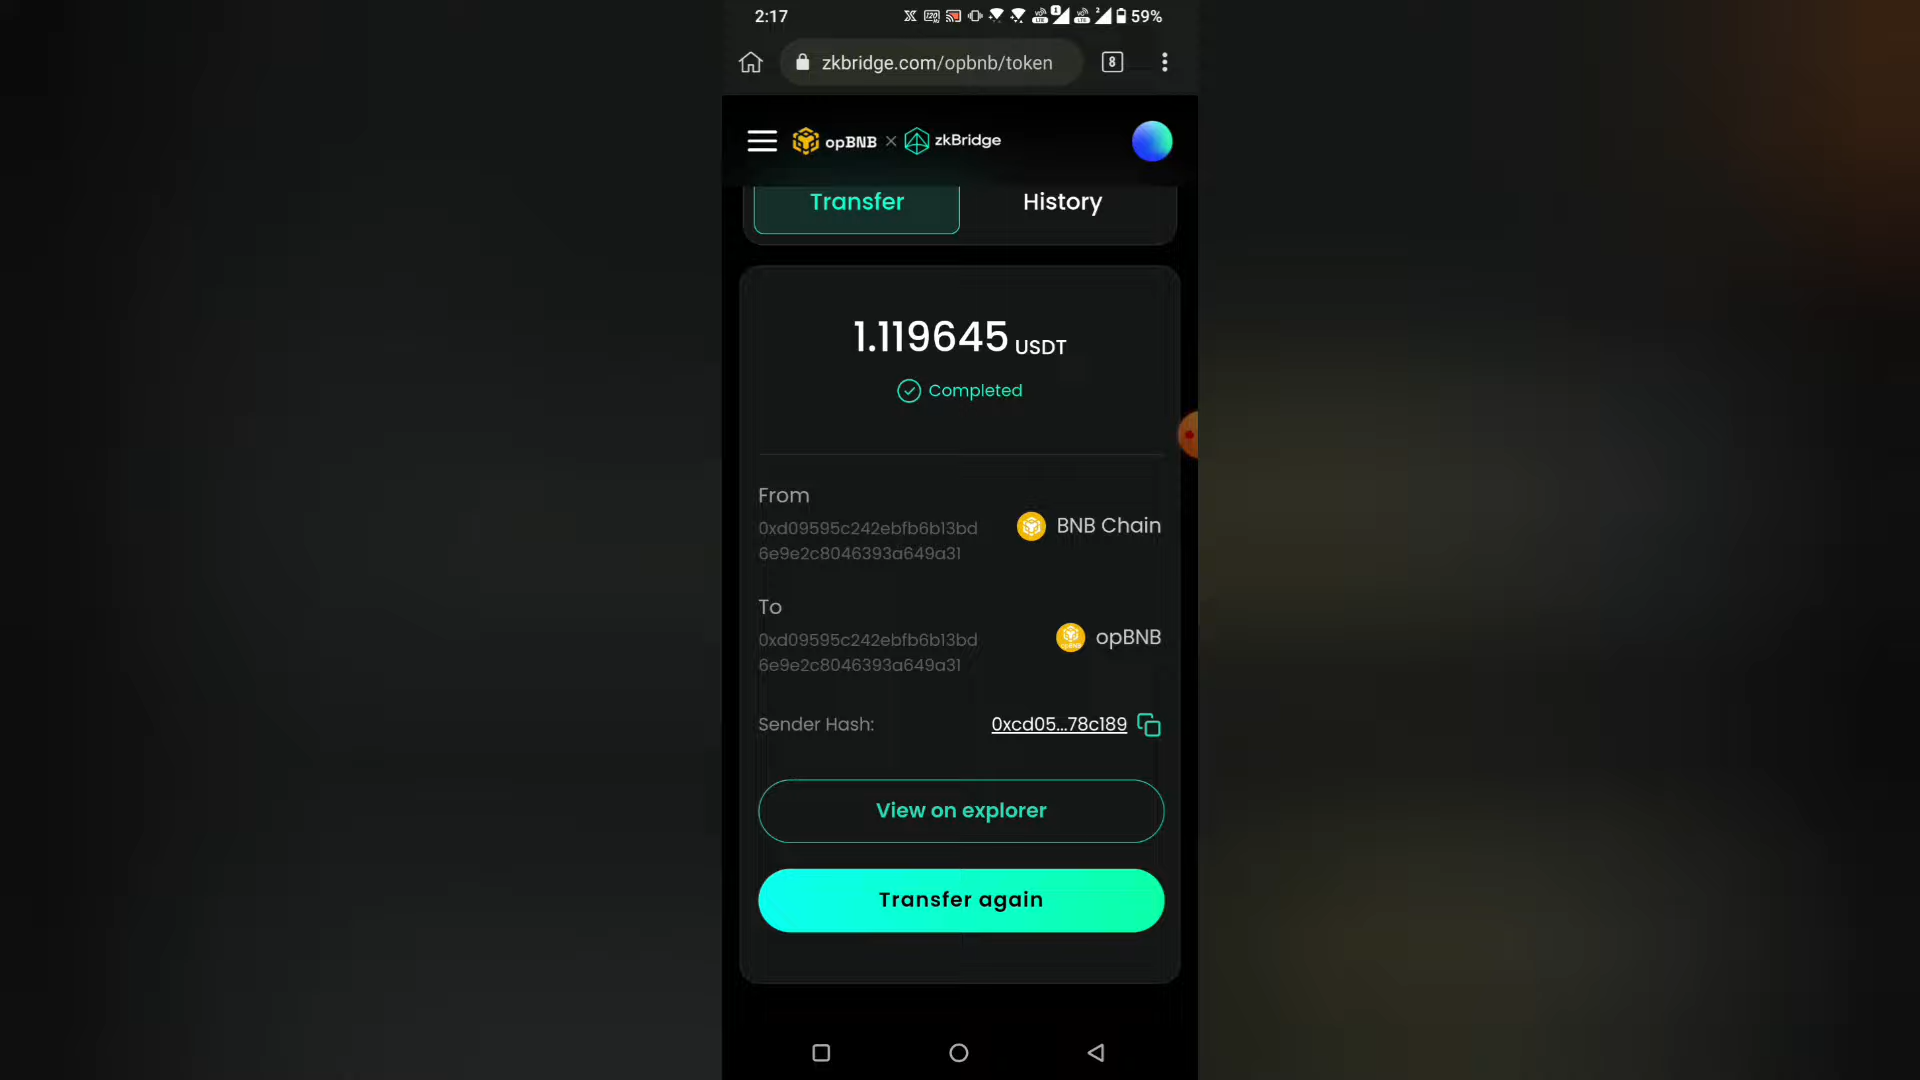 2:17
59%
zkbridge.com/opbnb/token
8
opBNB × zkBridge
Transfer
History
1.119645 USDT
Completed
From
0xd09595c242ebfb6b13bd
6e9e2c8046393a649a31
BNB Chain
To
0xd09595c242ebfb6b13bd
6e9e2c8046393a649a31
opBNB
Sender Hash:
0xcd05...78c189
View on explorer
Transfer again